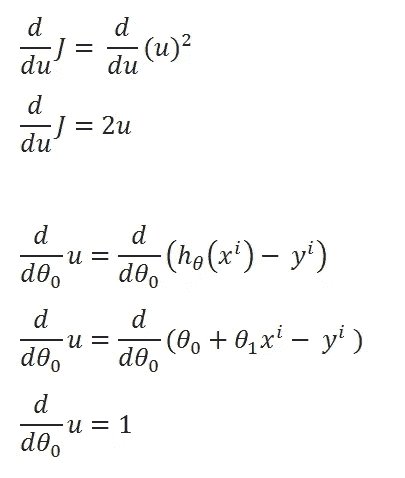 d/du J = d/du (u)²
d/du J = 2u
d/dθ₀ u = d/dθ₀ (h_θ(xⁱ) − yⁱ)
d/dθ₀ u = d/dθ₀ (θ₀ + θ₁xⁱ − yⁱ )
d/dθ₀ u = 1